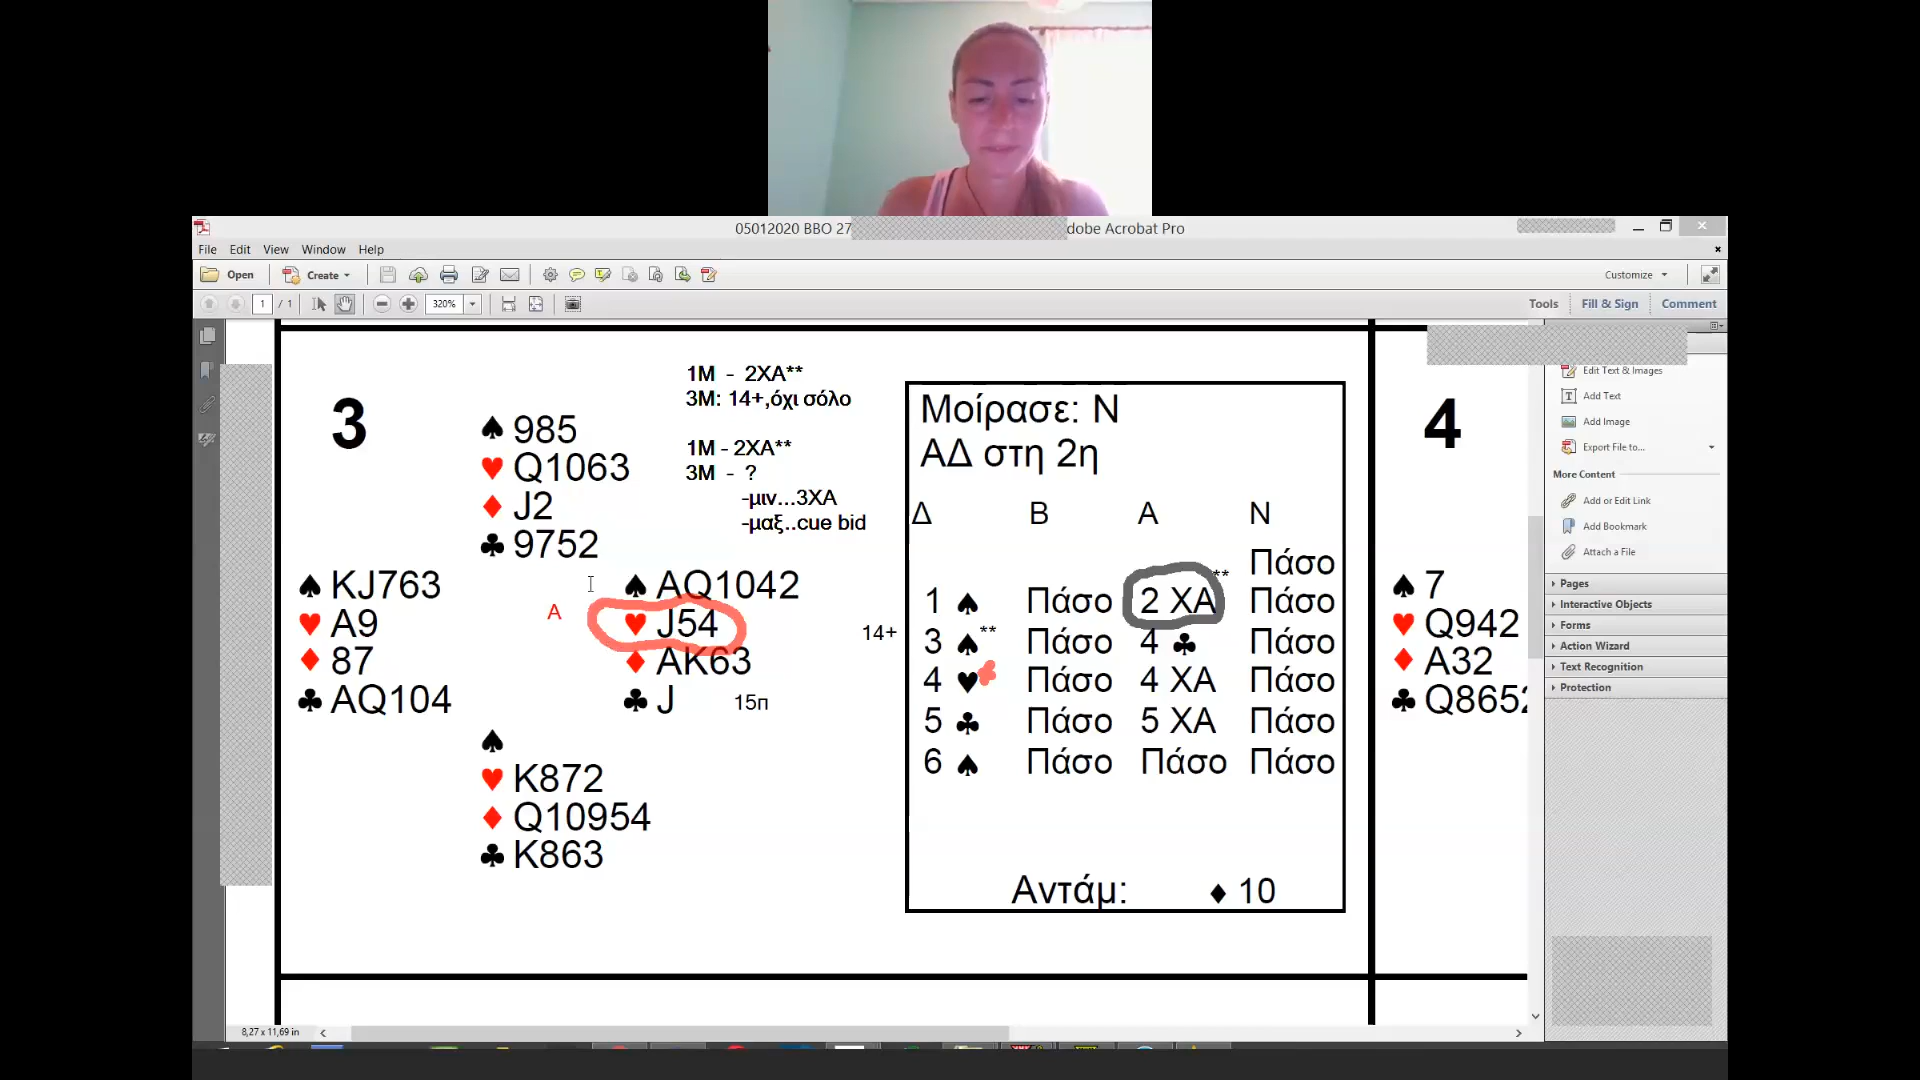 05012020 BBO 27
dobe Acrobat Pro
File Edit View Window Help
Open Create Customize
1 / 1 320% Tools Fill & Sign Comment
3
♠ 985
♥ Q1063
♦ J2
♣ 9752
1M - 2XA**
3M: 14+,όχι σόλο
1M - 2XA**
3M - ?
-μιν...3ΧΑ
-μαξ..cue bid
♠ KJ763
♥ A9
♦ 87
♣ AQ104
A
♠ AQ1042
♥ J54
♦ AK63
♣ J 15π
♠
♥ K872
♦ Q10954
♣ K863
Μοίρασε: Ν
ΑΔ στη 2η
Δ Β Α Ν
Πάσο
1 ♠ Πάσο 2 ΧΑ ** Πάσο
14+ 3 ♠ ** Πάσο 4 ♣ Πάσο
4 ♥ Πάσο 4 ΧΑ Πάσο
5 ♣ Πάσο 5 ΧΑ Πάσο
6 ♠ Πάσο Πάσο Πάσο
Αντάμ: ♦ 10
4
♠ 7
♥ Q942
♦ A32
♣ Q8652
Edit Text & Images
Add Text
Add Image
Export File to...
More Content
Add or Edit Link
Add Bookmark
Attach a File
Pages
Interactive Objects
Forms
Action Wizard
Text Recognition
Protection
8,27 x 11,69 in